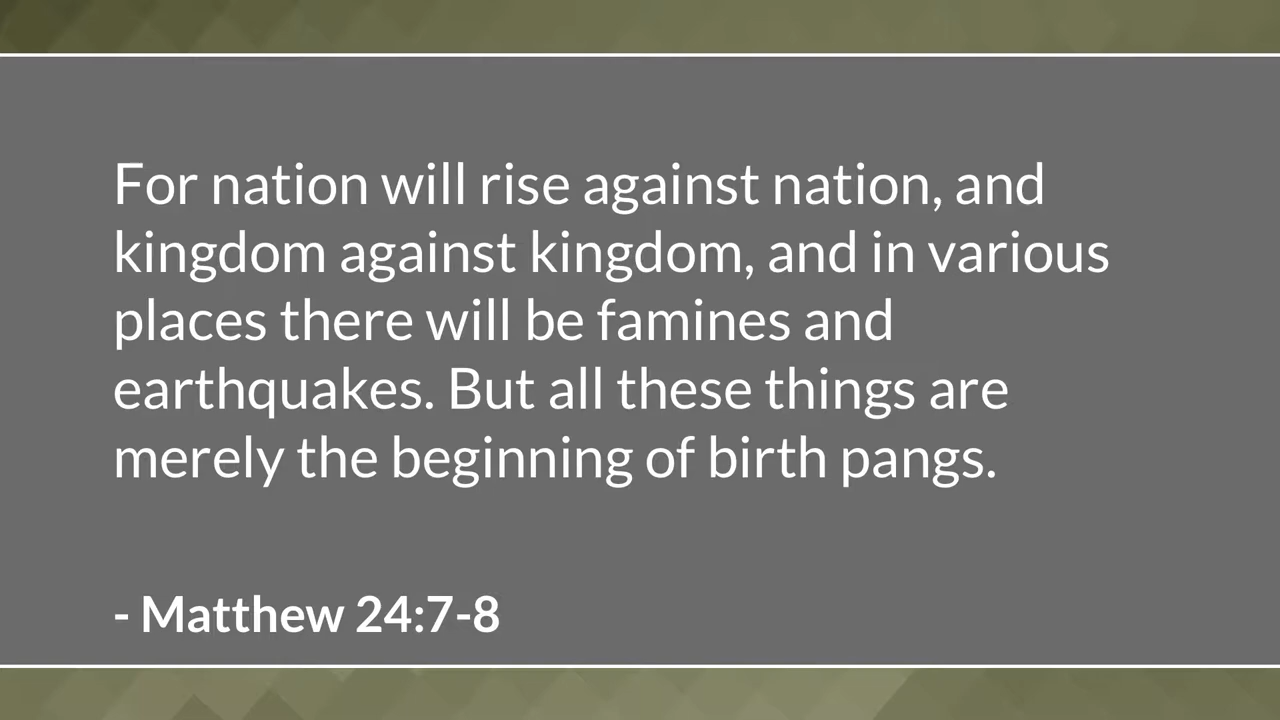 For nation will rise against nation, and
kingdom against kingdom, and in various
places there will be famines and
earthquakes. But all these things are
merely the beginning of birth pangs.
- Matthew 24:7-8